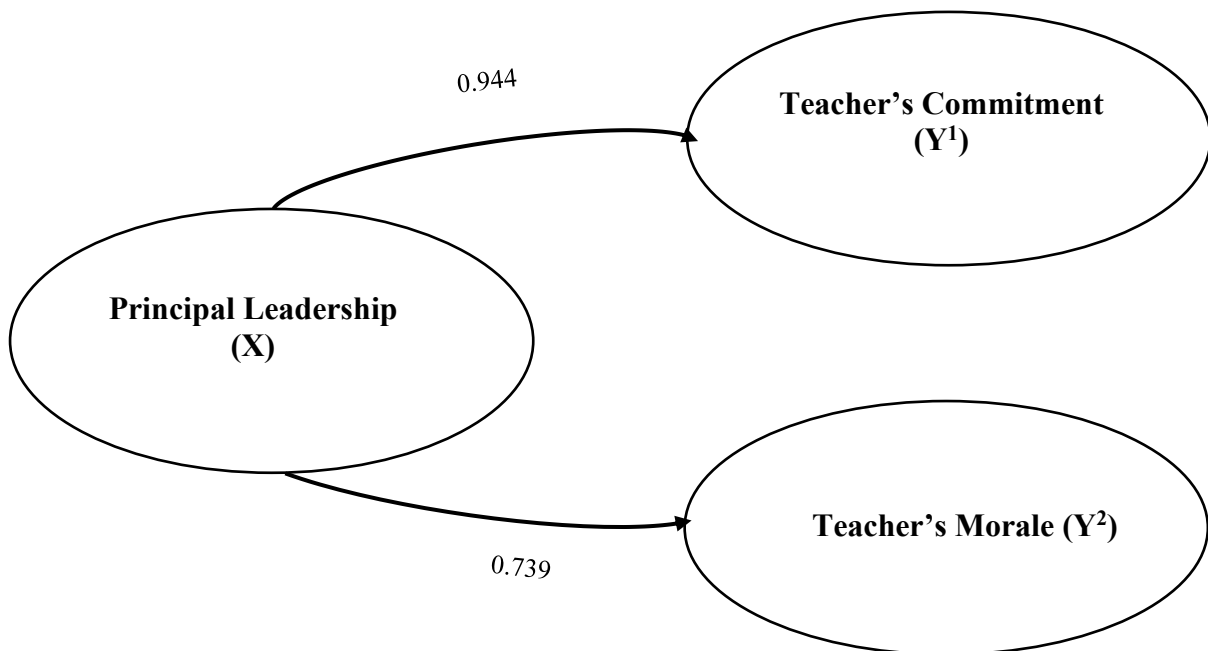 0.944
Teacher’s Commitment
(Y¹)
Principal Leadership
(X)
Teacher’s Morale (Y²)
0.739